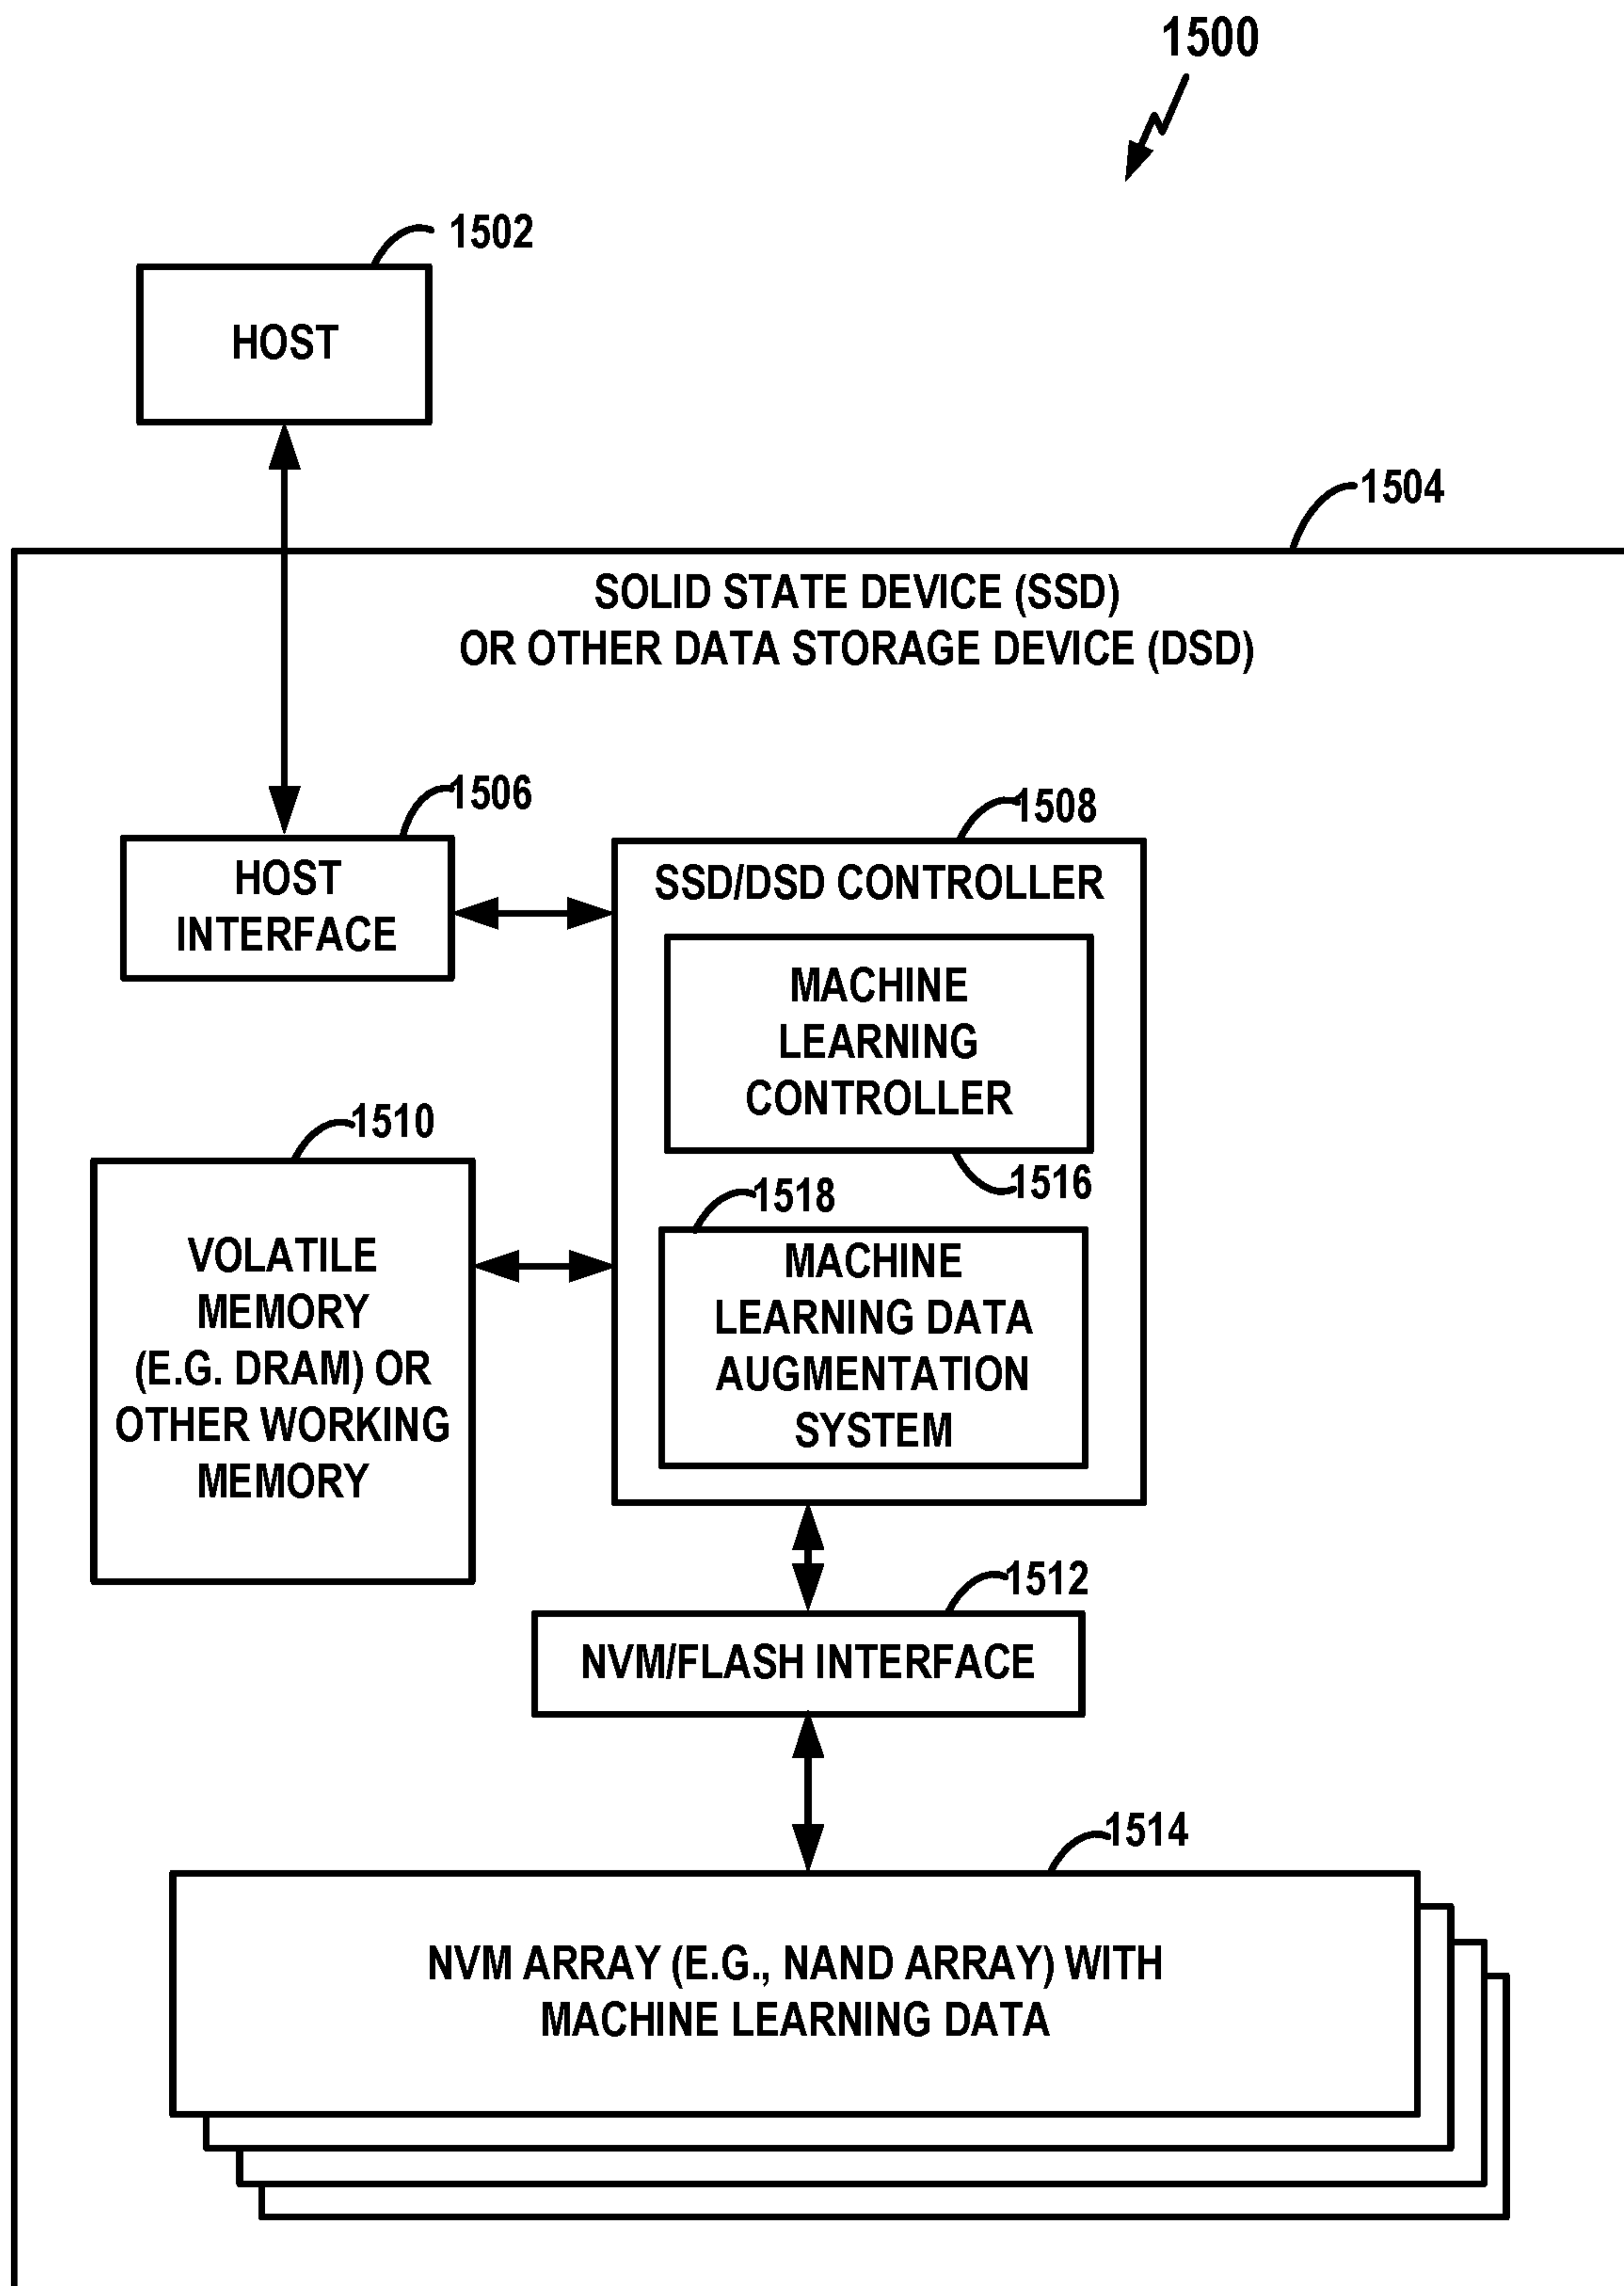 1500
1502
HOST
1504
SOLID STATE DEVICE (SSD)
OR OTHER DATA STORAGE DEVICE (DSD)
1506
HOST
INTERFACE
1508
SSD/DSD CONTROLLER
MACHINE
LEARNING
CONTROLLER
1516
1510
VOLATILE
MEMORY
(E.G. DRAM) OR
OTHER WORKING
MEMORY
1518
MACHINE
LEARNING DATA
AUGMENTATION
SYSTEM
1512
NVM/FLASH INTERFACE
1514
NVM ARRAY (E.G., NAND ARRAY) WITH
MACHINE LEARNING DATA